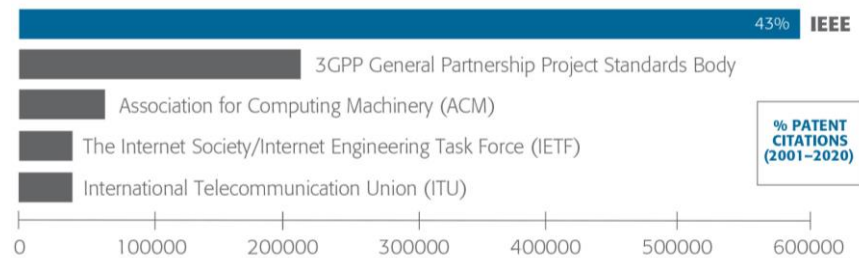 43% IEEE
3GPP General Partnership Project Standards Body
Association for Computing Machinery (ACM)
The Internet Society/Internet Engineering Task Force (IETF)
International Telecommunication Union (ITU)
% PATENT
CITATIONS
(2001–2020)
0 100000 200000 300000 400000 500000 600000